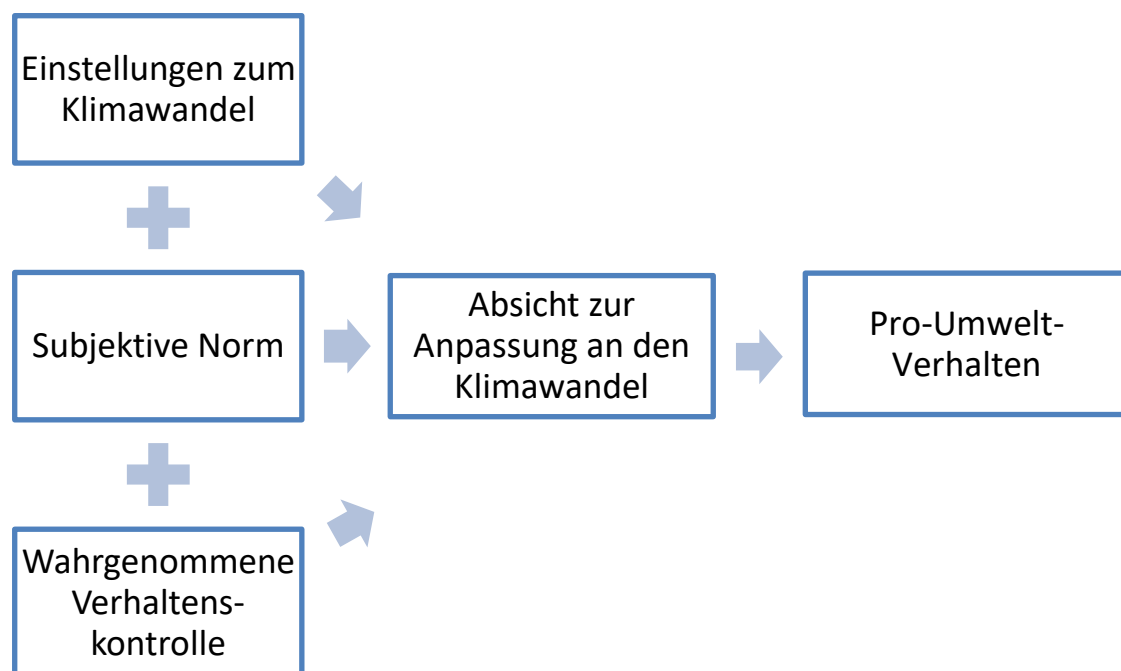 Einstellungen zum
Klimawandel
Subjektive Norm
Absicht zur
Anpassung an den
Klimawandel
Pro-Umwelt-
Verhalten
Wahrgenommene
Verhaltens-
kontrolle